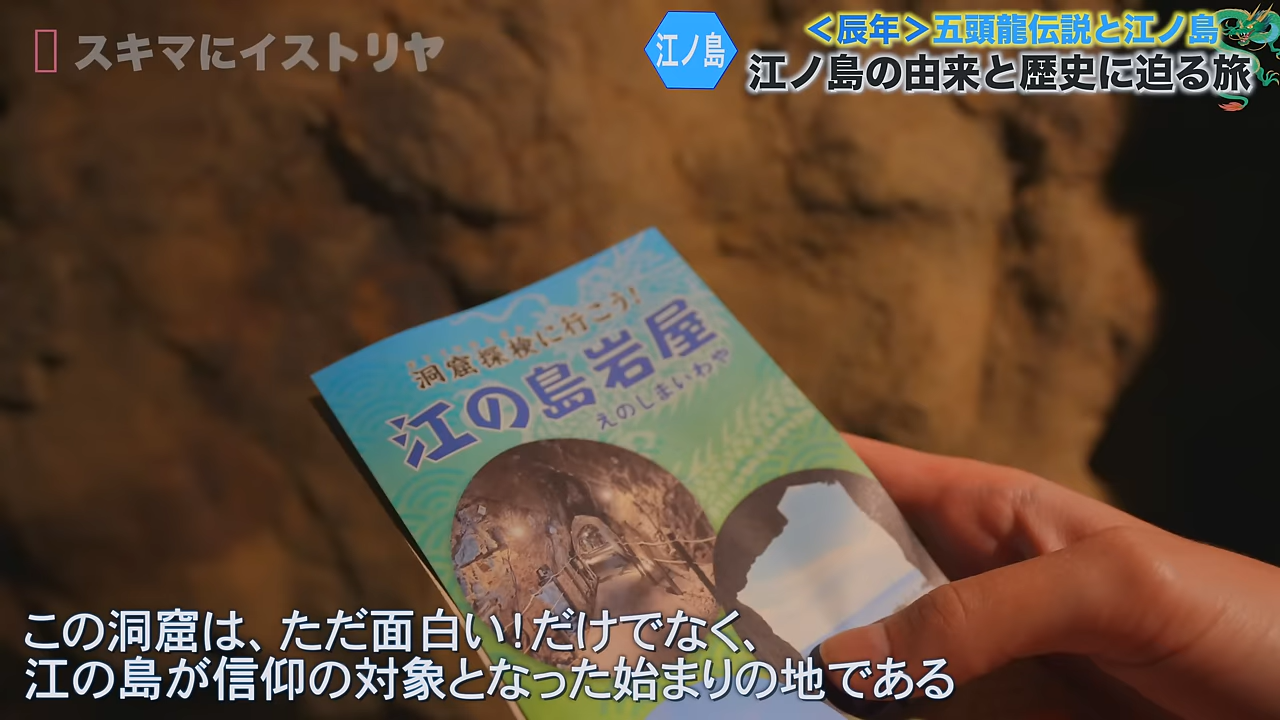 スキマにイストリヤ
江ノ島
＜辰年＞五頭龍伝説と江ノ島
江ノ島の由来と歴史に迫る旅
洞窟探検に行こう！
江の島岩屋
えのしまいわや
この洞窟は、ただ面白い！だけでなく、
江の島が信仰の対象となった始まりの地である